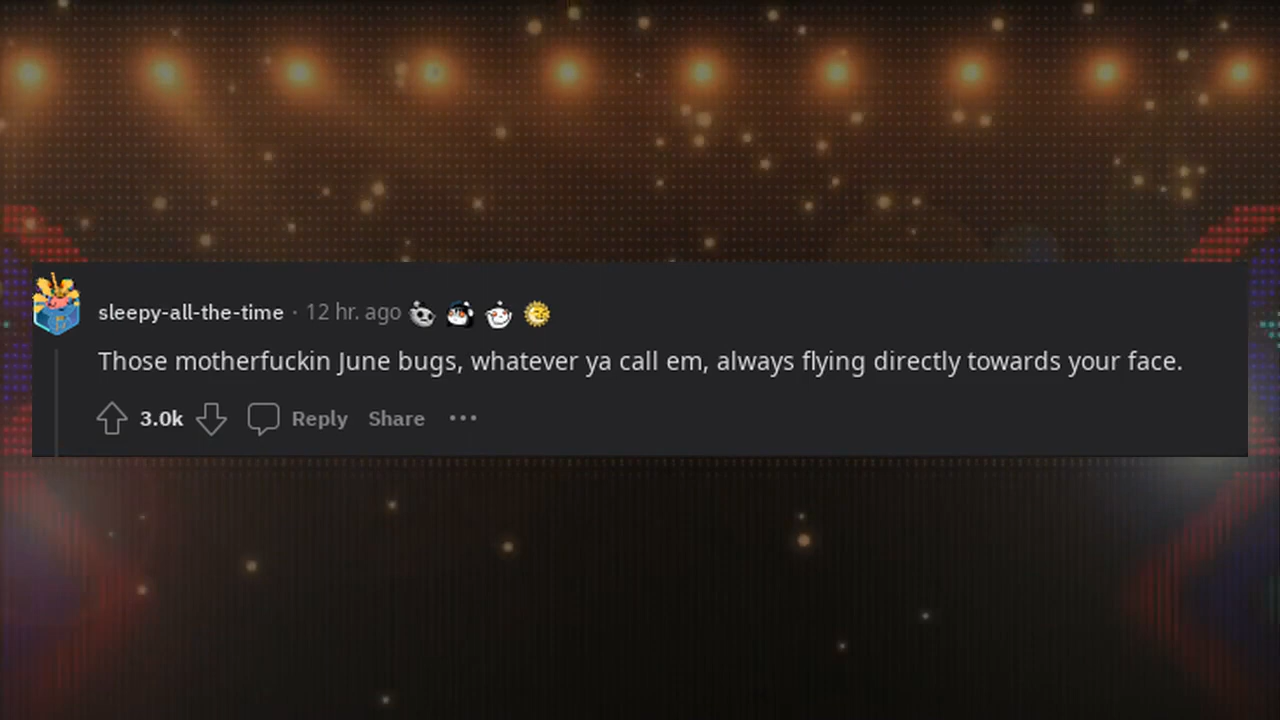 sleepy-all-the-time · 12 hr. ago
Those motherfuckin June bugs, whatever ya call em, always flying directly towards your face.
3.0k Reply Share ···